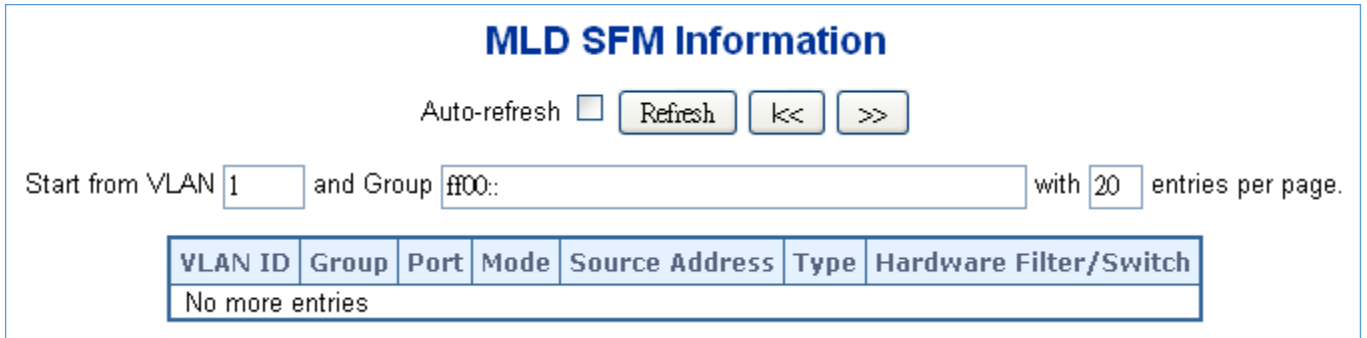 MLD SFM Information
Auto-refresh Refresh k<< >>
Start from VLAN 1 and Group ff00:: with 20 entries per page.
VLAN ID Group Port Mode Source Address Type Hardware Filter/Switch
No more entries